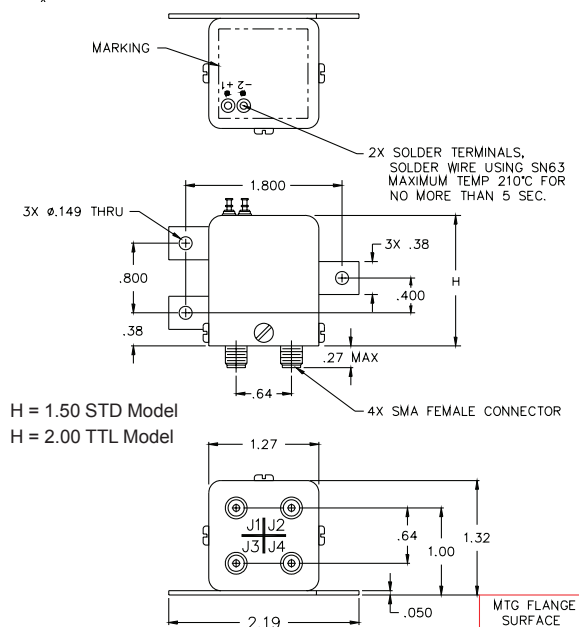 MARKING
1+ 2-
2X SOLDER TERMINALS,
SOLDER WIRE USING SN63
MAXIMUM TEMP 210°C FOR
NO MORE THAN 5 SEC.
1.800
3X ø.149 THRU
3X .38
.800
H
.400
.38
.27 MAX
.64
4X SMA FEMALE CONNECTOR
H = 1.50 STD Model
H = 2.00 TTL Model
1.27
J1 J2
J3 J4
.64
1.00
1.32
MTG FLANGE
SURFACE
.050
2.19